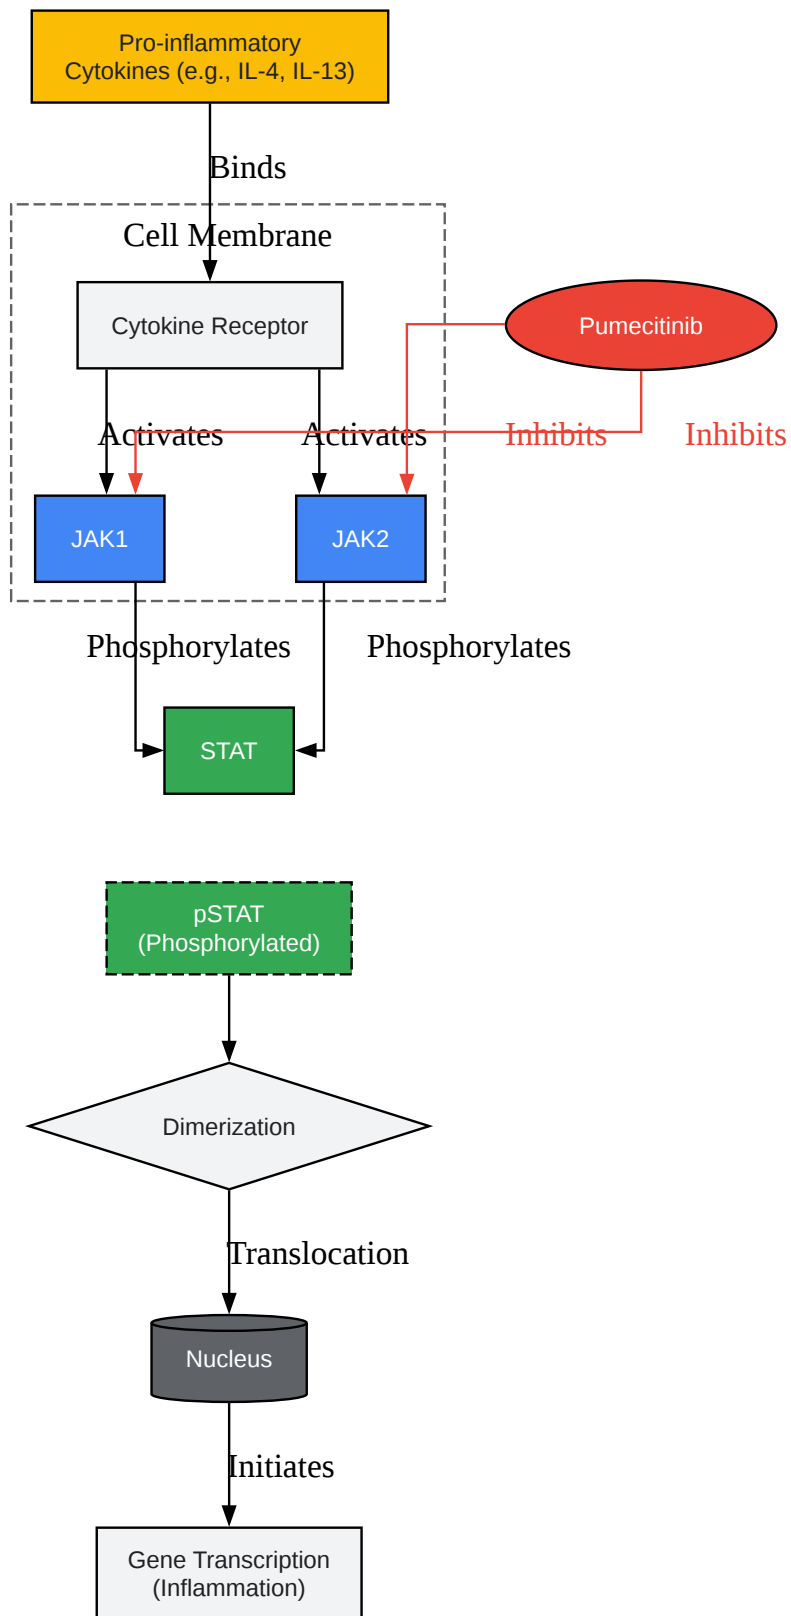 Pro-inflammatory
Cytokines (e.g., IL-4, IL-13)
Binds
Cell Membrane
Cytokine Receptor
Pumecitinib
Activates
Activates
Inhibits
Inhibits
JAK1
JAK2
Phosphorylates
Phosphorylates
STAT
pSTAT
(Phosphorylated)
Dimerization
Translocation
Nucleus
Initiates
Gene Transcription
(Inflammation)